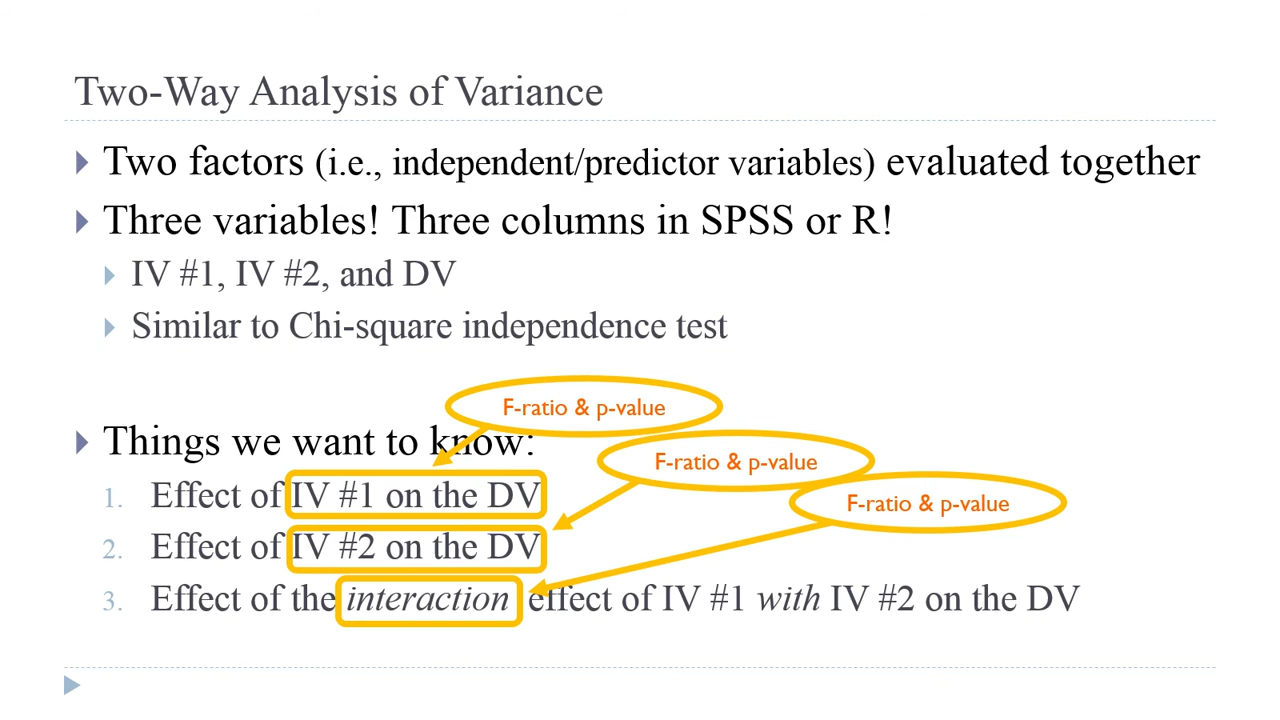 Two-Way Analysis of Variance
Two factors (i.e., independent/predictor variables) evaluated together
Three variables! Three columns in SPSS or R!
IV #1, IV #2, and DV
Similar to Chi-square independence test
F-ratio & p-value
Things we want to know:
F-ratio & p-value
1. Effect of IV #1 on the DV
F-ratio & p-value
2. Effect of IV #2 on the DV
3. Effect of the interaction effect of IV #1 with IV #2 on the DV